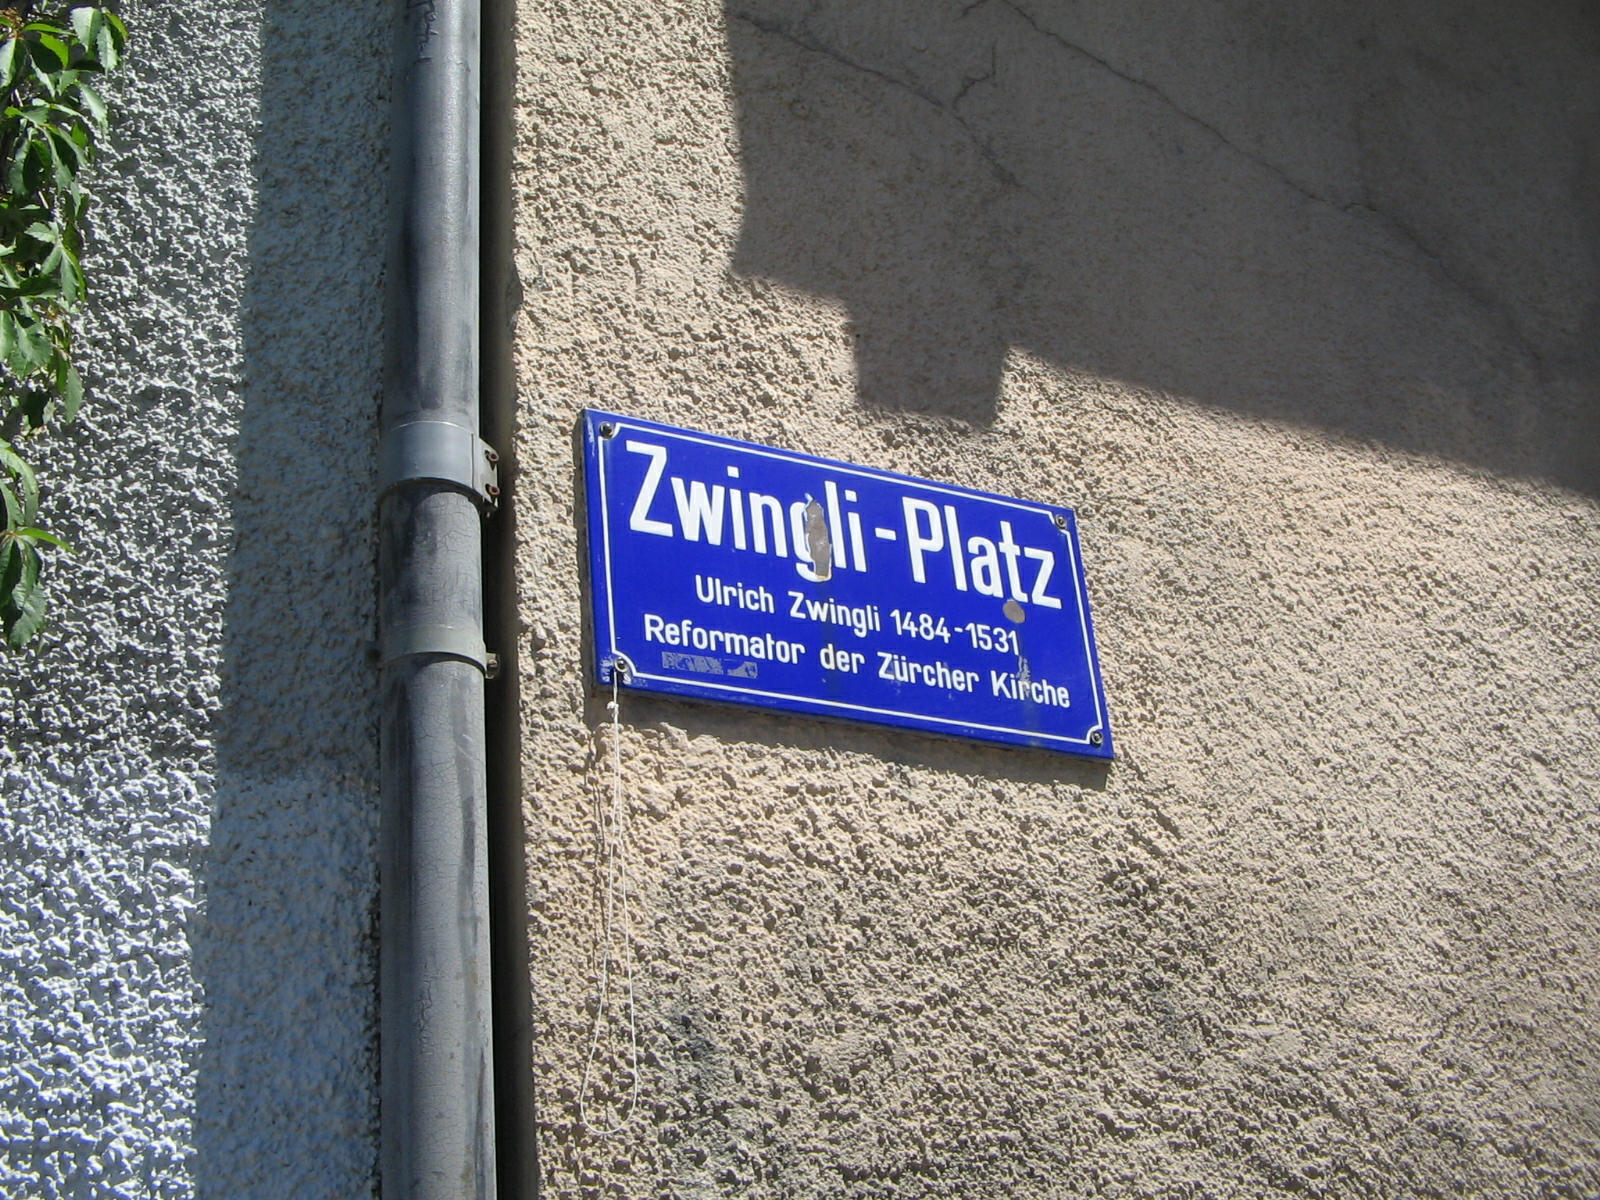 Zwingli-Platz
Ulrich Zwingli 1484-1531
Reformator der Zürcher Kirche